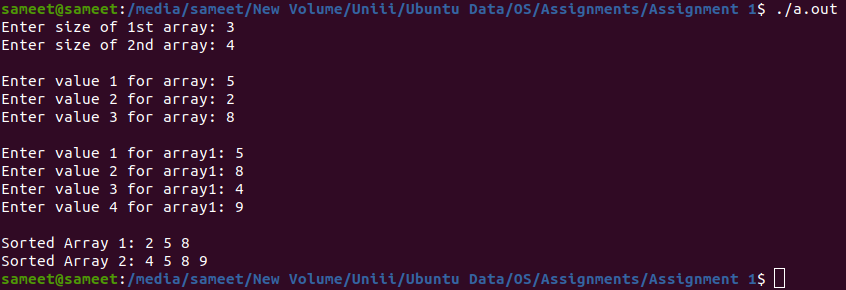 sameet@sameet:/media/sameet/New Volume/Uniii/Ubuntu Data/OS/Assignments/Assignment 1$ ./a.out
Enter size of 1st array: 3
Enter size of 2nd array: 4
Enter value 1 for array: 5
Enter value 2 for array: 2
Enter value 3 for array: 8
Enter value 1 for array1: 5
Enter value 2 for array1: 8
Enter value 3 for array1: 4
Enter value 4 for array1: 9
Sorted Array 1: 2 5 8
Sorted Array 2: 4 5 8 9
sameet@sameet:/media/sameet/New Volume/Uniii/Ubuntu Data/OS/Assignments/Assignment 1$